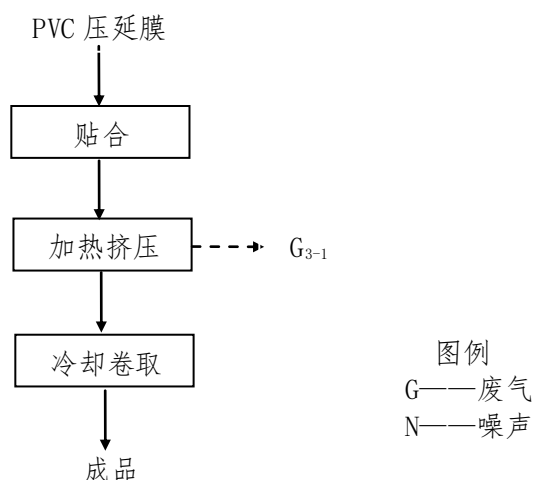 PVC 压延膜
贴合
加热挤压
G₃₋₁
冷却卷取
图例
G——废气
N——噪声
成品